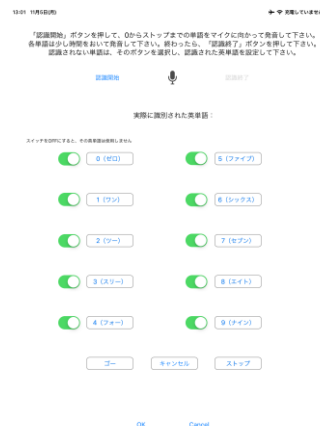 13:01 11月5日(月)
充電していません
「認識開始」ボタンを押して、0からストップまでの単語をマイクに向かって発音して下さい。
各単語は少し時間をおいて発音して下さい。終わったら、「認識終了」ボタンを押して下さい。
認識されない単語は、そのボタンを選択し、認識された英単語を設定して下さい。
認識開始 認識終了
実際に識別された英単語：
スイッチをOFFにすると、その英単語は使用しません
0（ゼロ） 5（ファイブ）
1（ワン） 6（シックス）
2（ツー） 7（セブン）
3（スリー） 8（エイト）
4（フォー） 9（ナイン）
ゴー キャンセル ストップ
OK Cancel